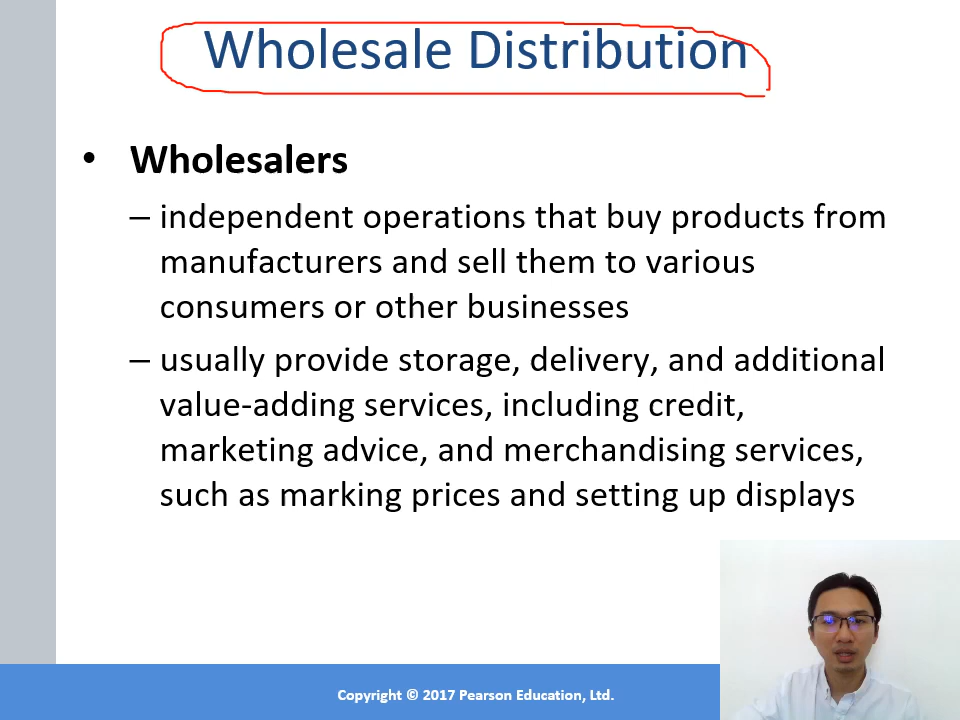 Wholesale Distribution
• Wholesalers
– independent operations that buy products from
manufacturers and sell them to various
consumers or other businesses
– usually provide storage, delivery, and additional
value-adding services, including credit,
marketing advice, and merchandising services,
such as marking prices and setting up displays
Copyright © 2017 Pearson Education, Ltd.